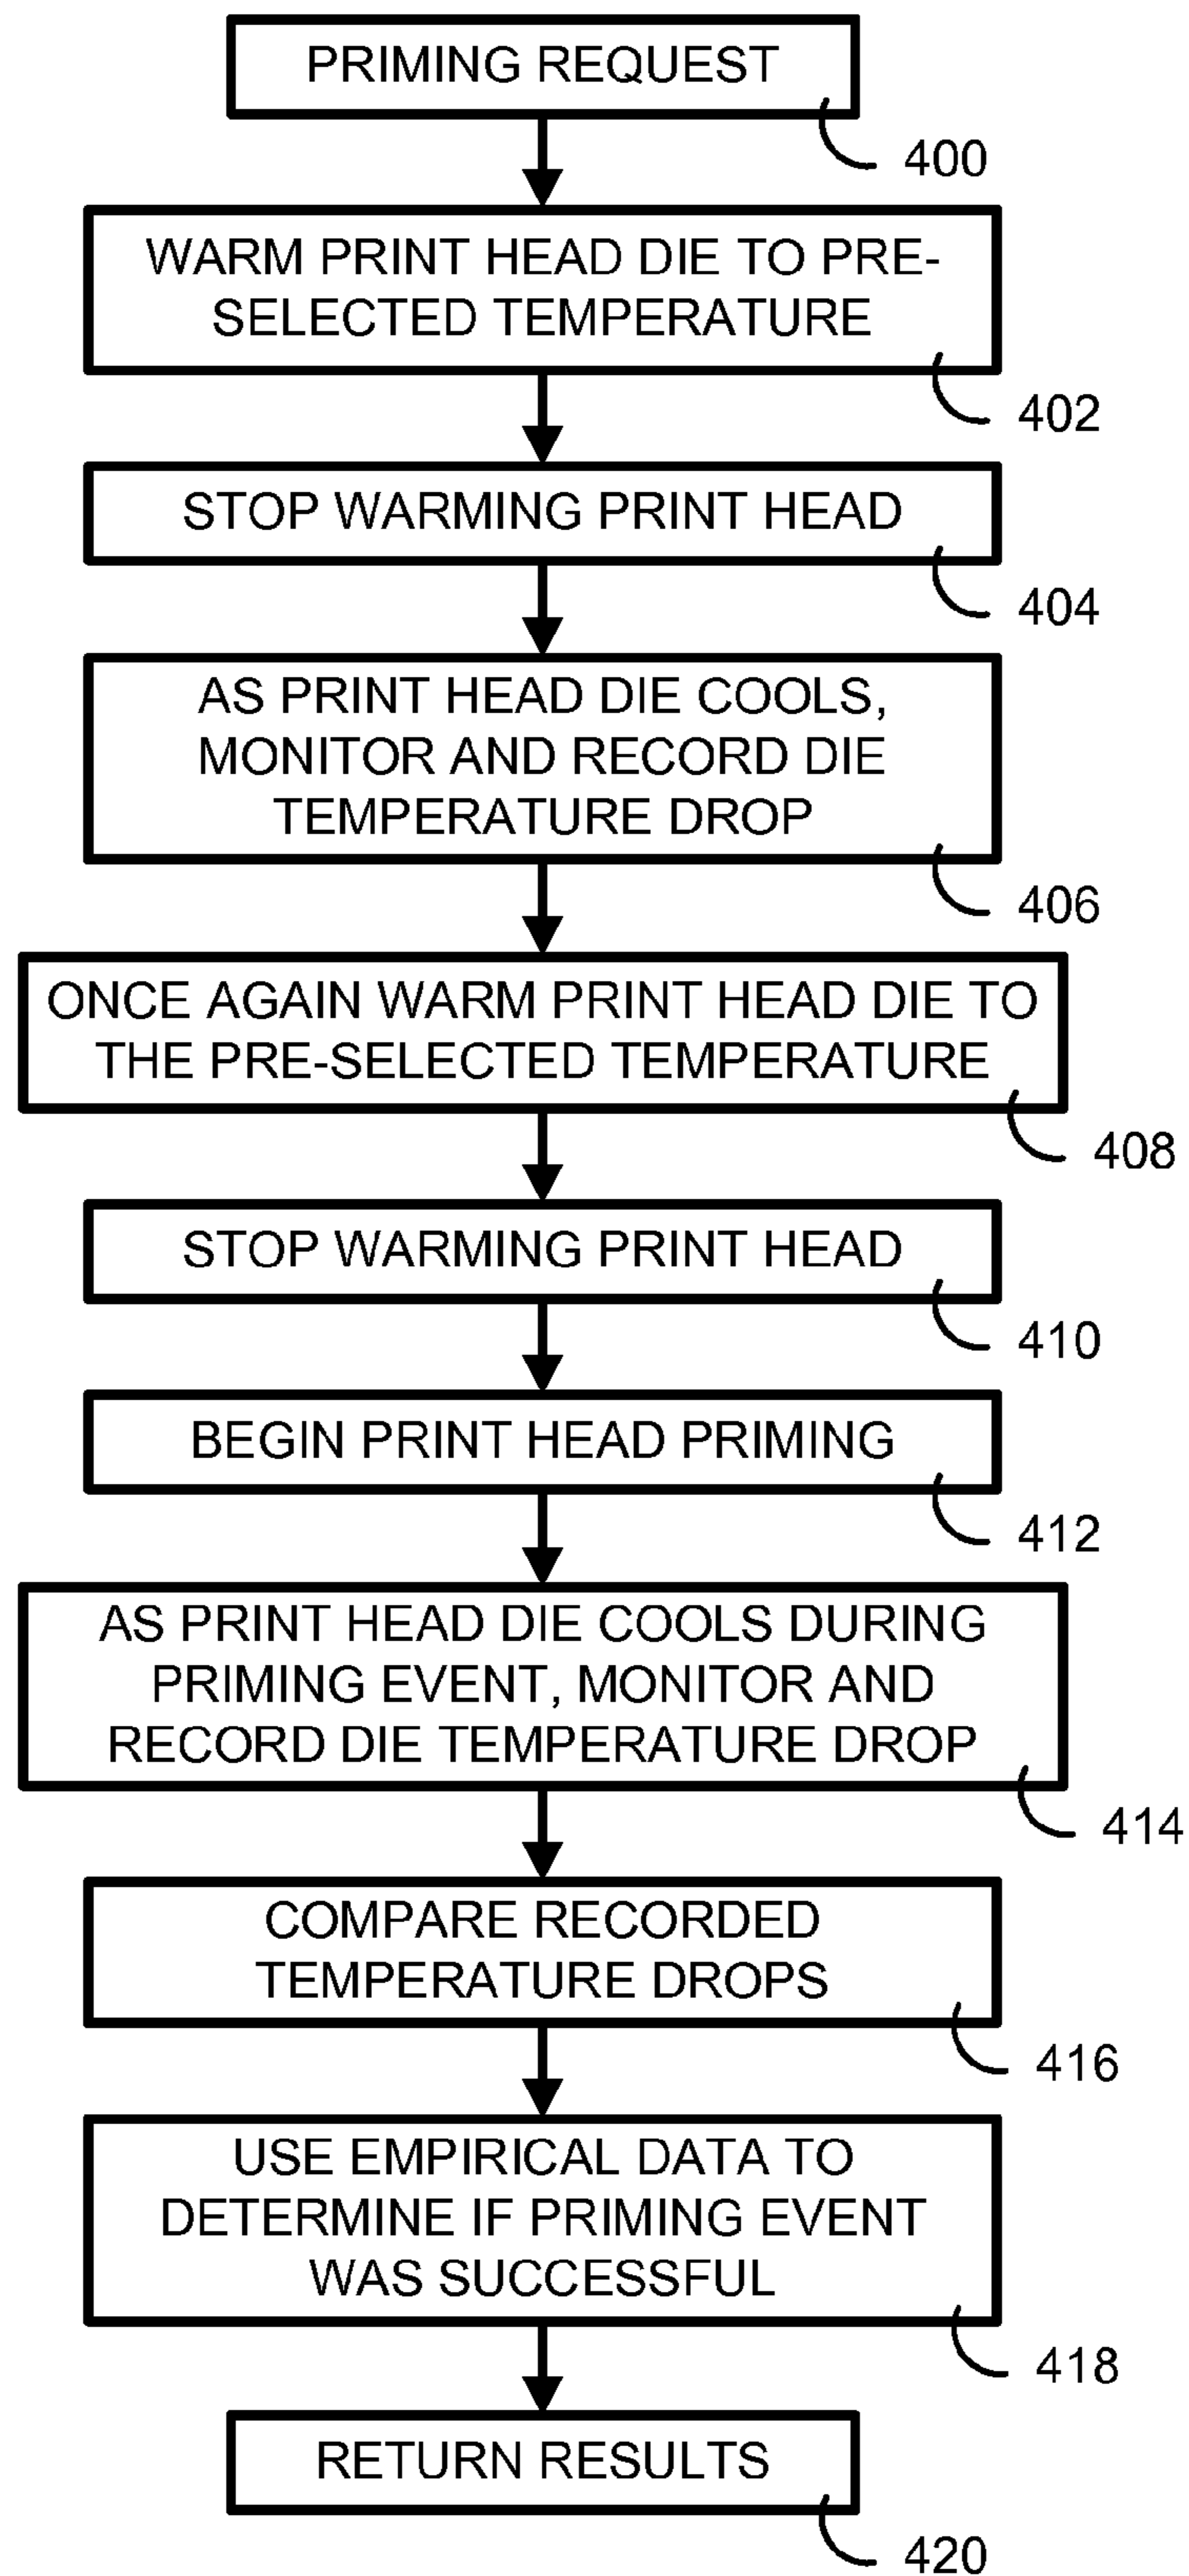 PRIMING REQUEST
400
WARM PRINT HEAD DIE TO PRE-
SELECTED TEMPERATURE
402
STOP WARMING PRINT HEAD
404
AS PRINT HEAD DIE COOLS,
MONITOR AND RECORD DIE
TEMPERATURE DROP
406
ONCE AGAIN WARM PRINT HEAD DIE TO
THE PRE-SELECTED TEMPERATURE
408
STOP WARMING PRINT HEAD
410
BEGIN PRINT HEAD PRIMING
412
AS PRINT HEAD DIE COOLS DURING
PRIMING EVENT, MONITOR AND
RECORD DIE TEMPERATURE DROP
414
COMPARE RECORDED
TEMPERATURE DROPS
416
USE EMPIRICAL DATA TO
DETERMINE IF PRIMING EVENT
WAS SUCCESSFUL
418
RETURN RESULTS
420